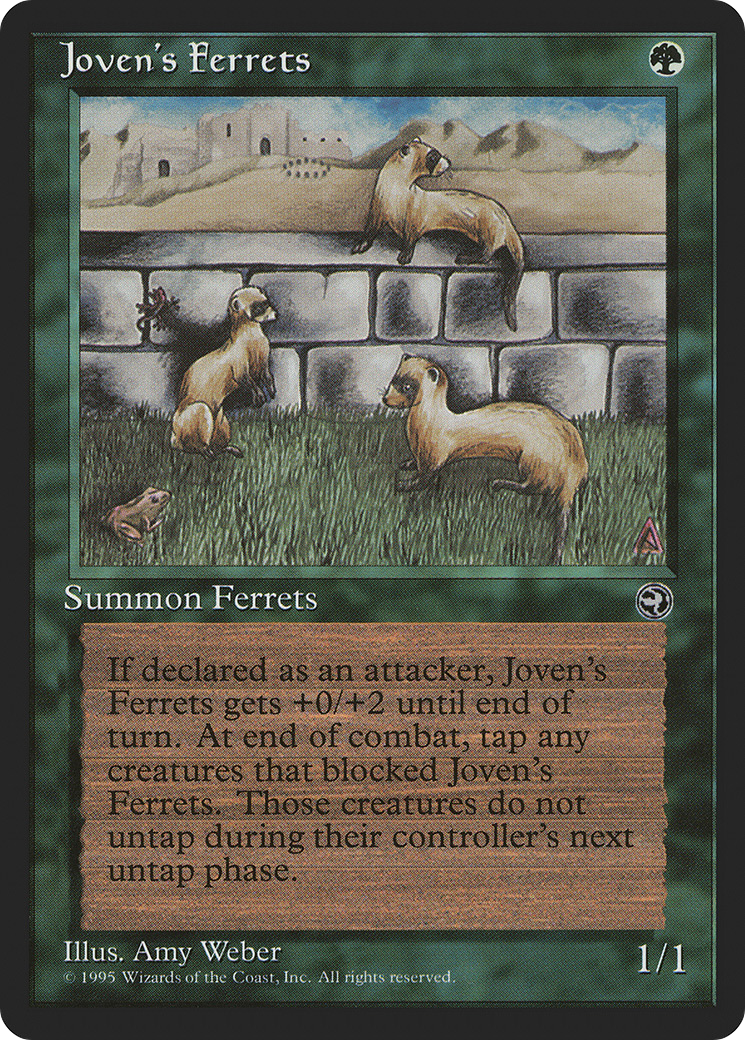 Joven's Ferrets
Summon Ferrets
If declared as an attacker, Joven's
Ferrets gets +0/+2 until end of
turn. At end of combat, tap any
creatures that blocked Joven's
Ferrets. Those creatures do not
untap during their controller's next
untap phase.
Illus. Amy Weber
1/1
© 1995 Wizards of the Coast, Inc. All rights reserved.